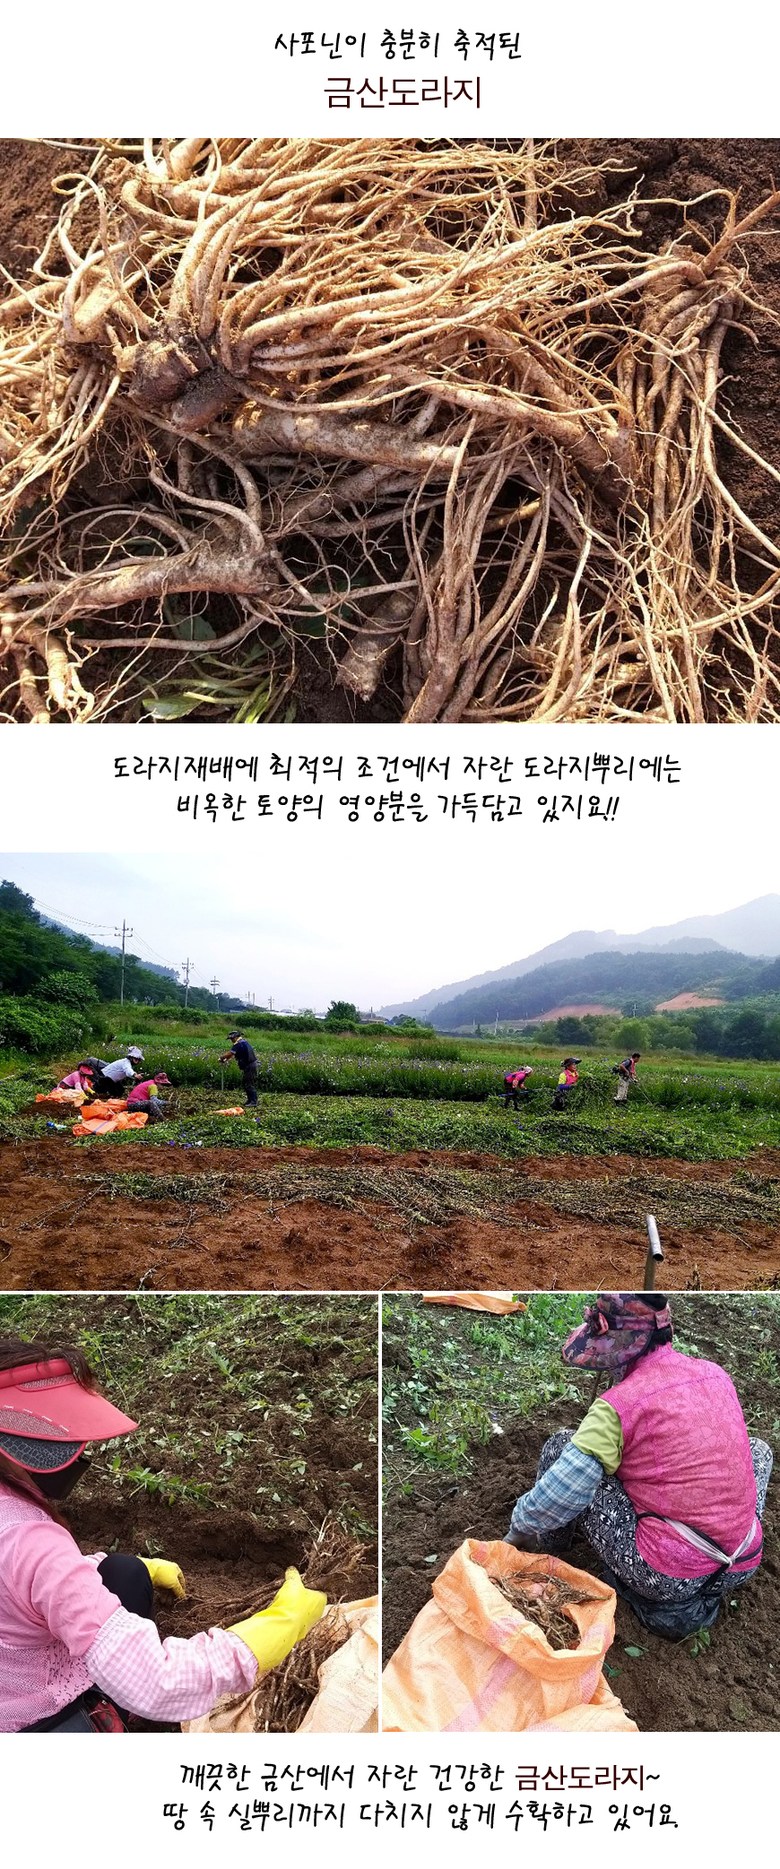 사포닌이 충분히 축적된
금산도라지
도라지재배에 최적의 조건에서 자란 도라지뿌리에는
비옥한 토양의 영양분을 가득담고 있지요!!
깨끗한 금산에서 자란 건강한 금산도라지~
땅 속 실뿌리까지 다치지 않게 수확하고 있어요.